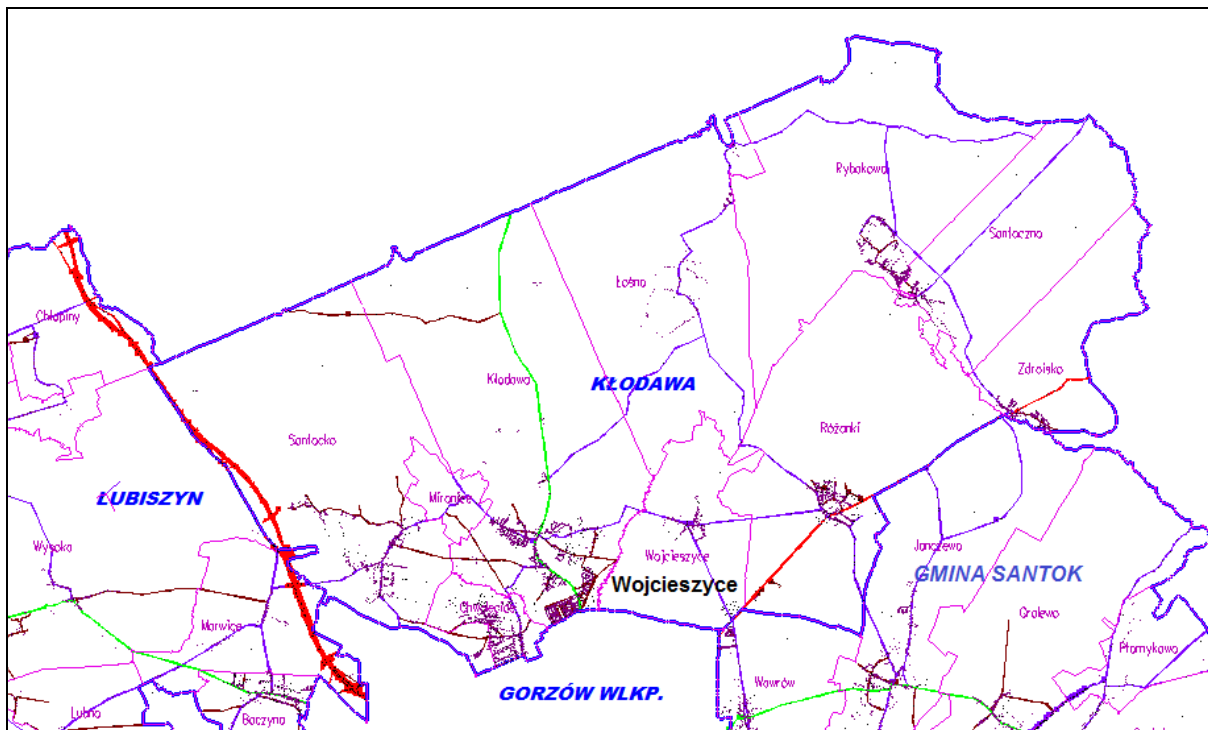 Rybakowo
Santoczno
Łośno
Chłopiny
Zdroisko
Kłodawa
KŁODAWA
Różanki
Santocko
Mironice
ŁUBISZYN
Wysoka
Janczewo
Wojcieszyce
GMINA SANTOK
Wojcieszyce
Chwalęcice
Gralewo
Marwice
Płomykowo
Wawrów
GORZÓW WLKP.
Lubno
Baczyna